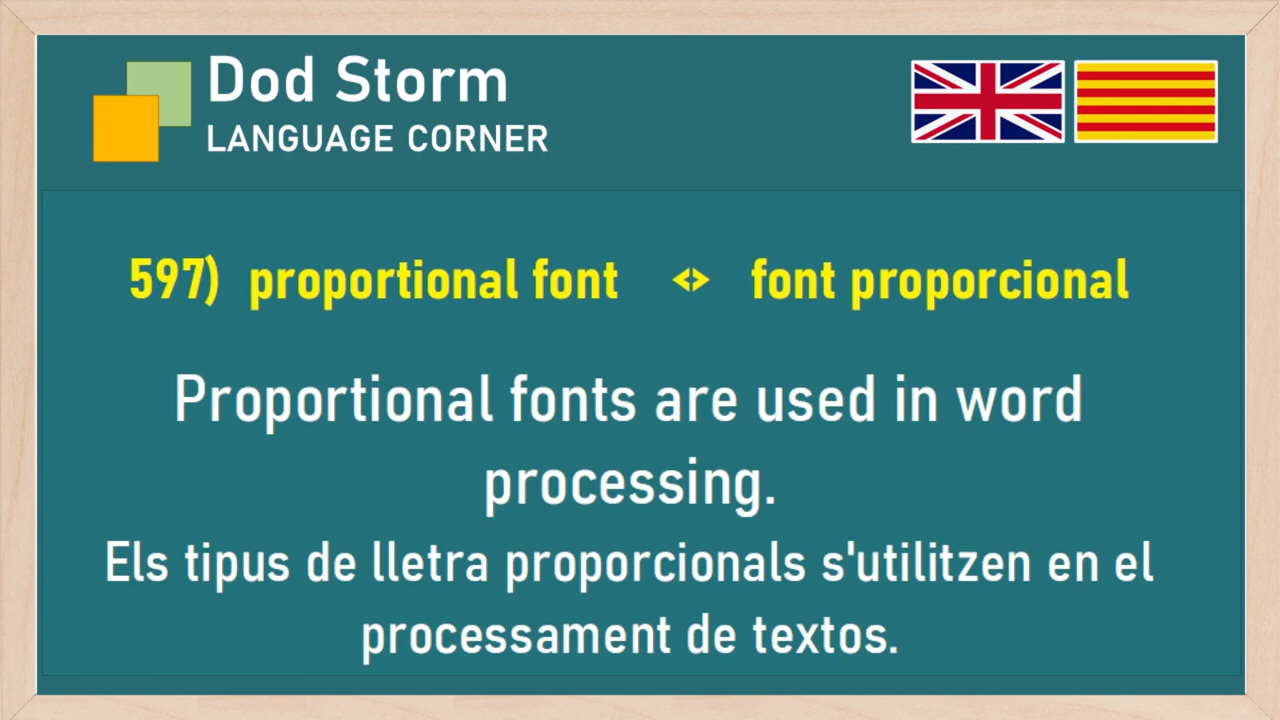 Dod Storm
LANGUAGE CORNER
597) proportional font <> font proporcional
Proportional fonts are used in word
processing.
Els tipus de lletra proporcionals s'utilitzen en el
processament de textos.